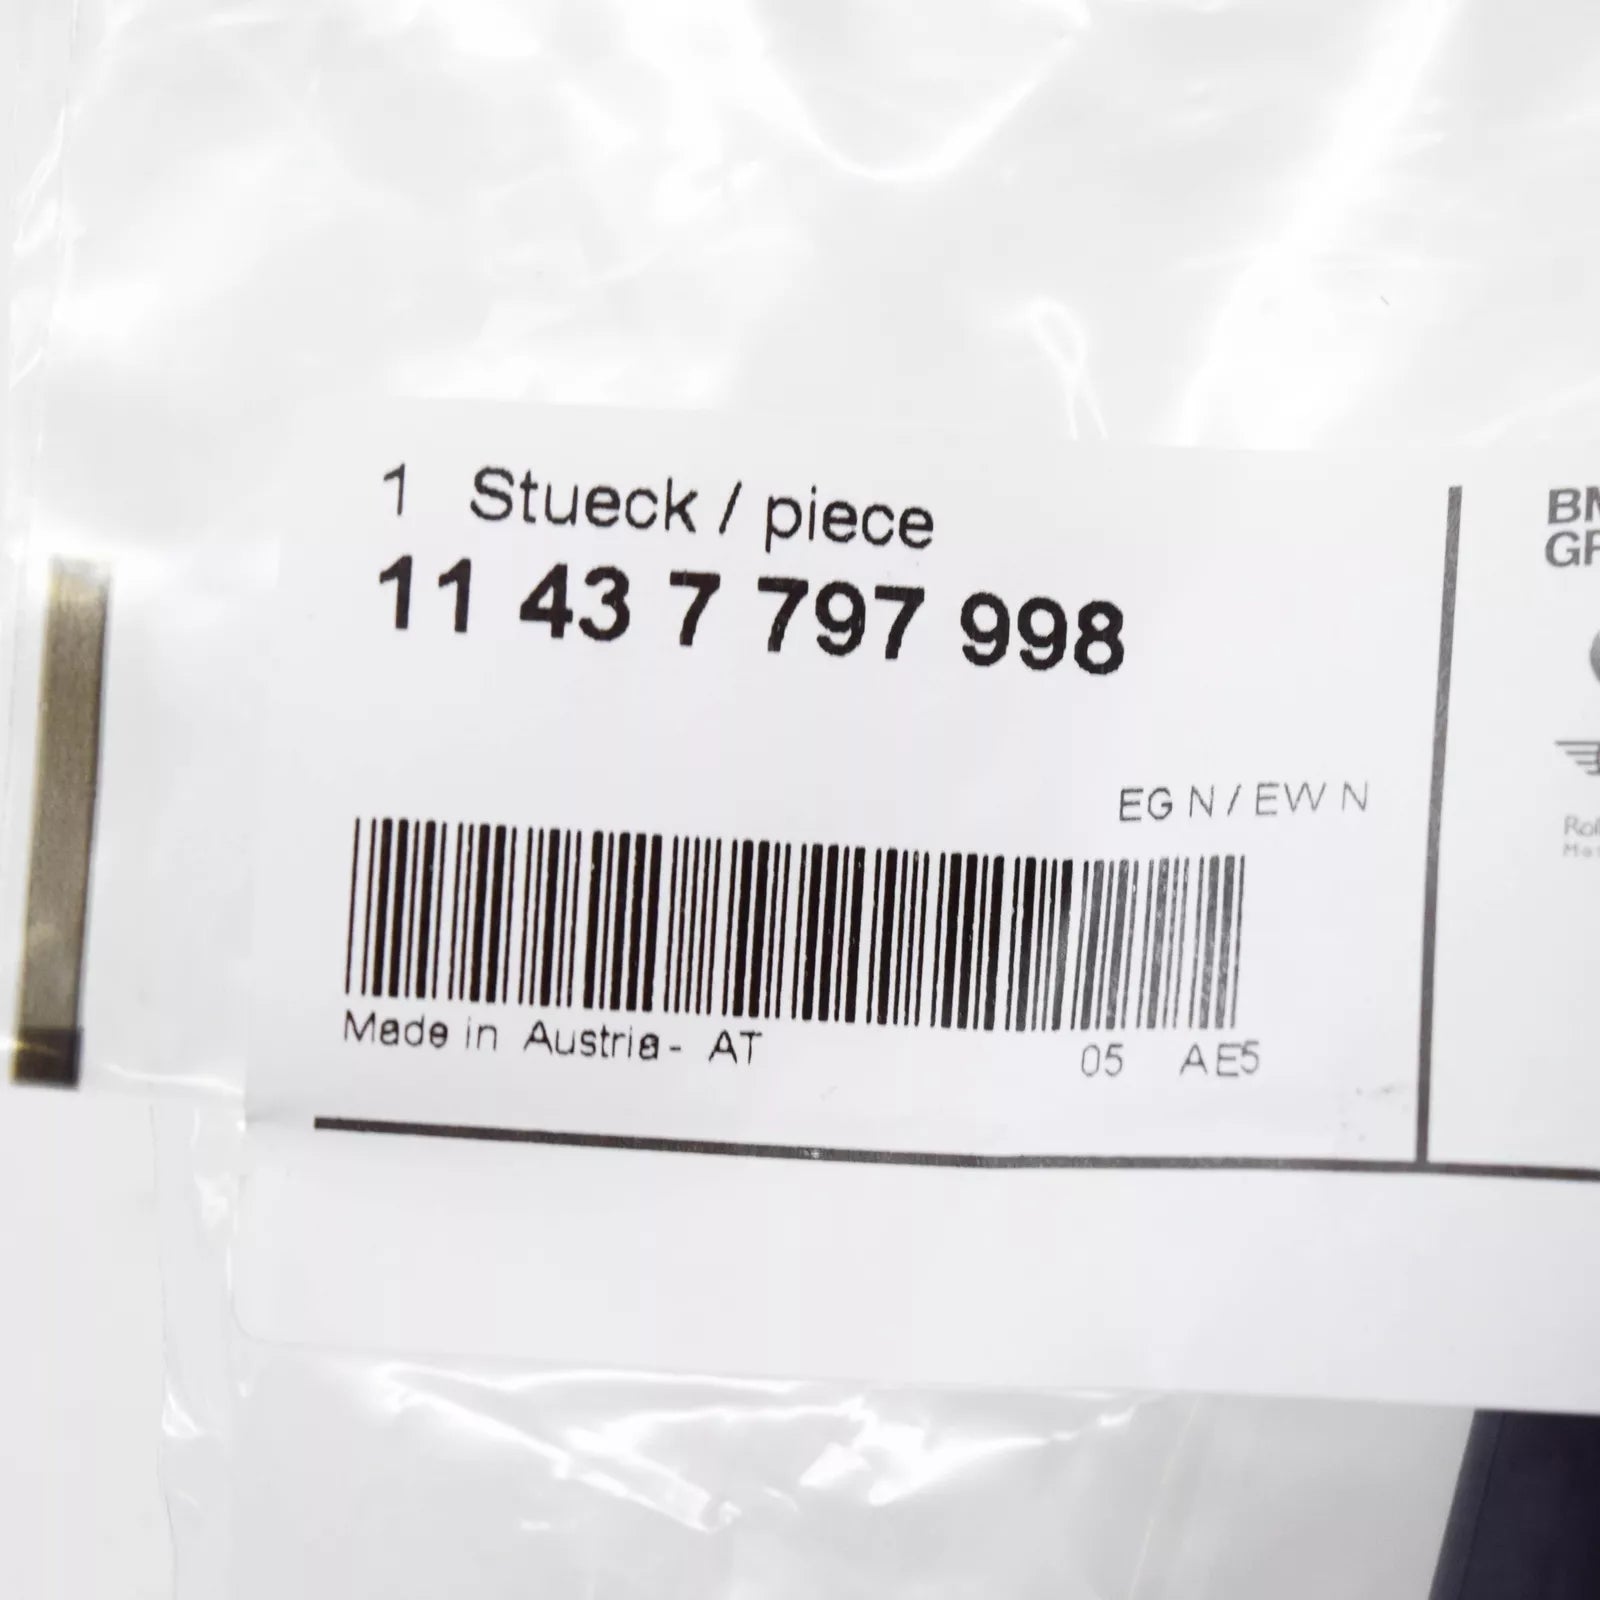 1 Stueck / piece
11 43 7 797 998
EG N / EW N
Made in Austria - AT
05 AE5